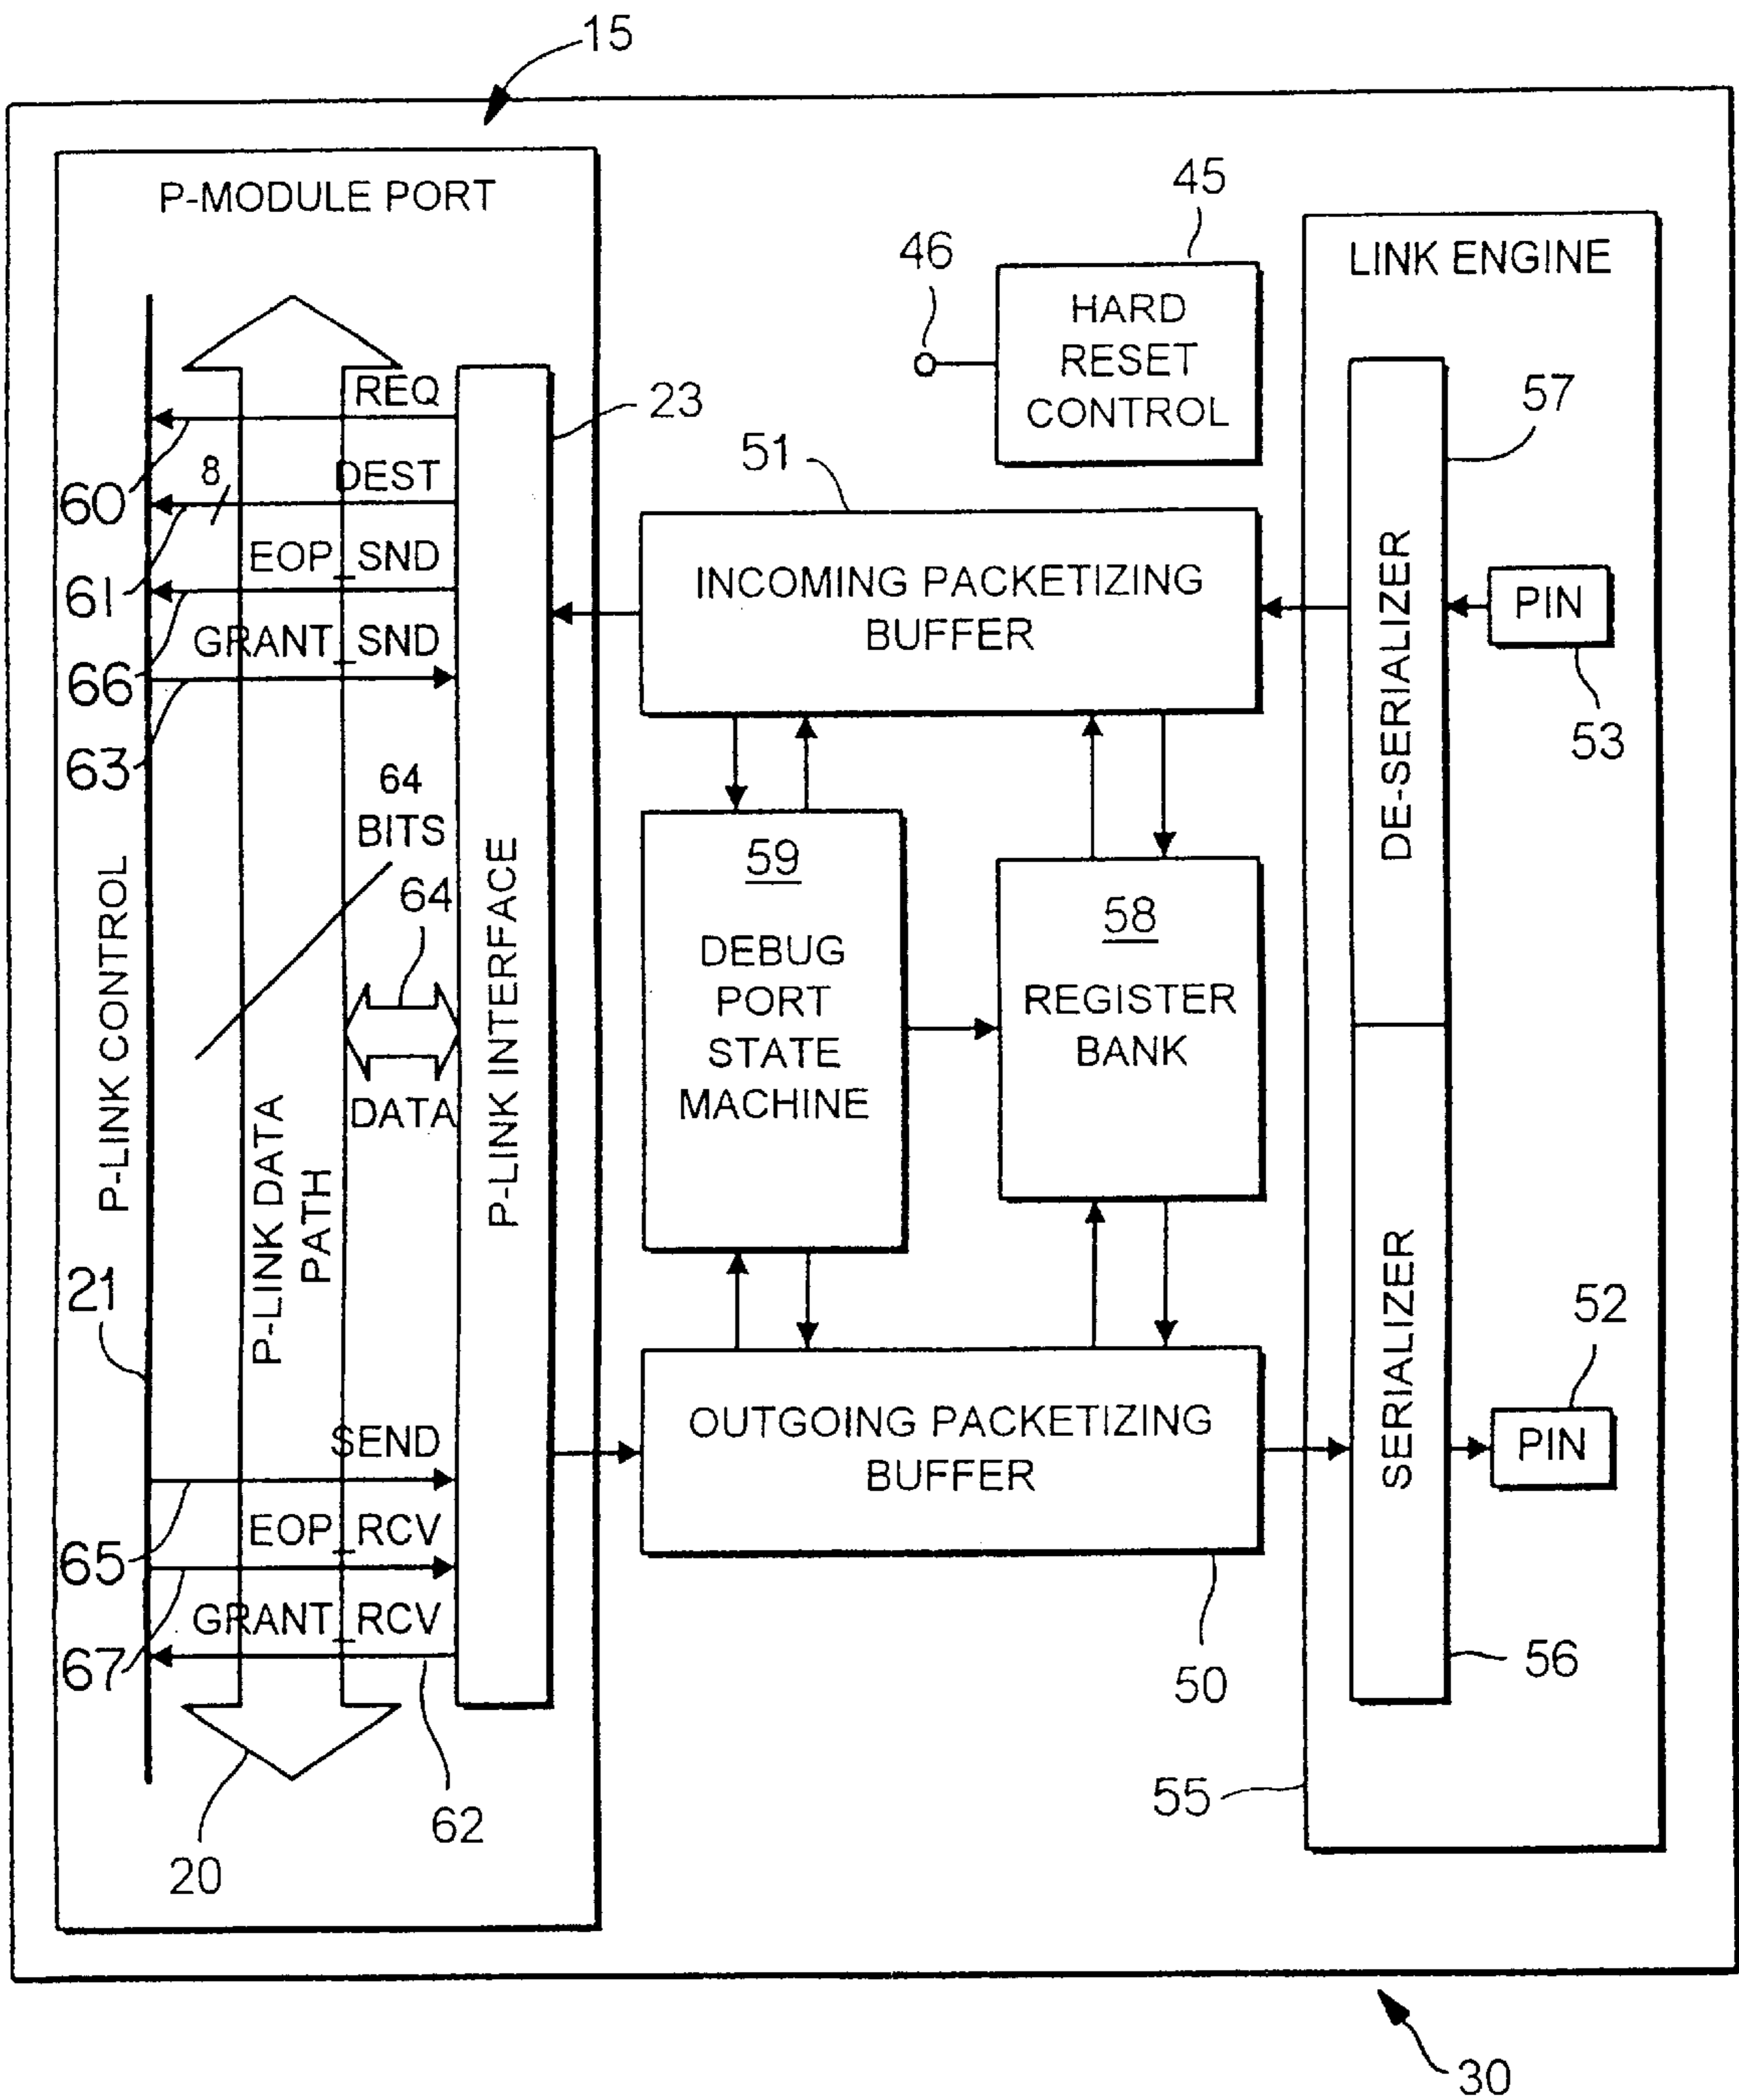 15
P-MODULE PORT
45
46
HARD
RESET
CONTROL
LINK ENGINE
REQ
23
57
60
8
DEST
51
61
EOP_SND
INCOMING PACKETIZING
BUFFER
DE-SERIALIZER
PIN
66
GRANT_SND
53
63
64
BITS
P-LINK CONTROL
64
P-LINK INTERFACE
59
DEBUG
PORT
STATE
MACHINE
58
REGISTER
BANK
DATA
P-LINK DATA
PATH
21
SERIALIZER
52
PIN
SEND
OUTGOING PACKETIZING
BUFFER
65
EOP_RCV
67
GRANT_RCV
50
56
62
55
20
30